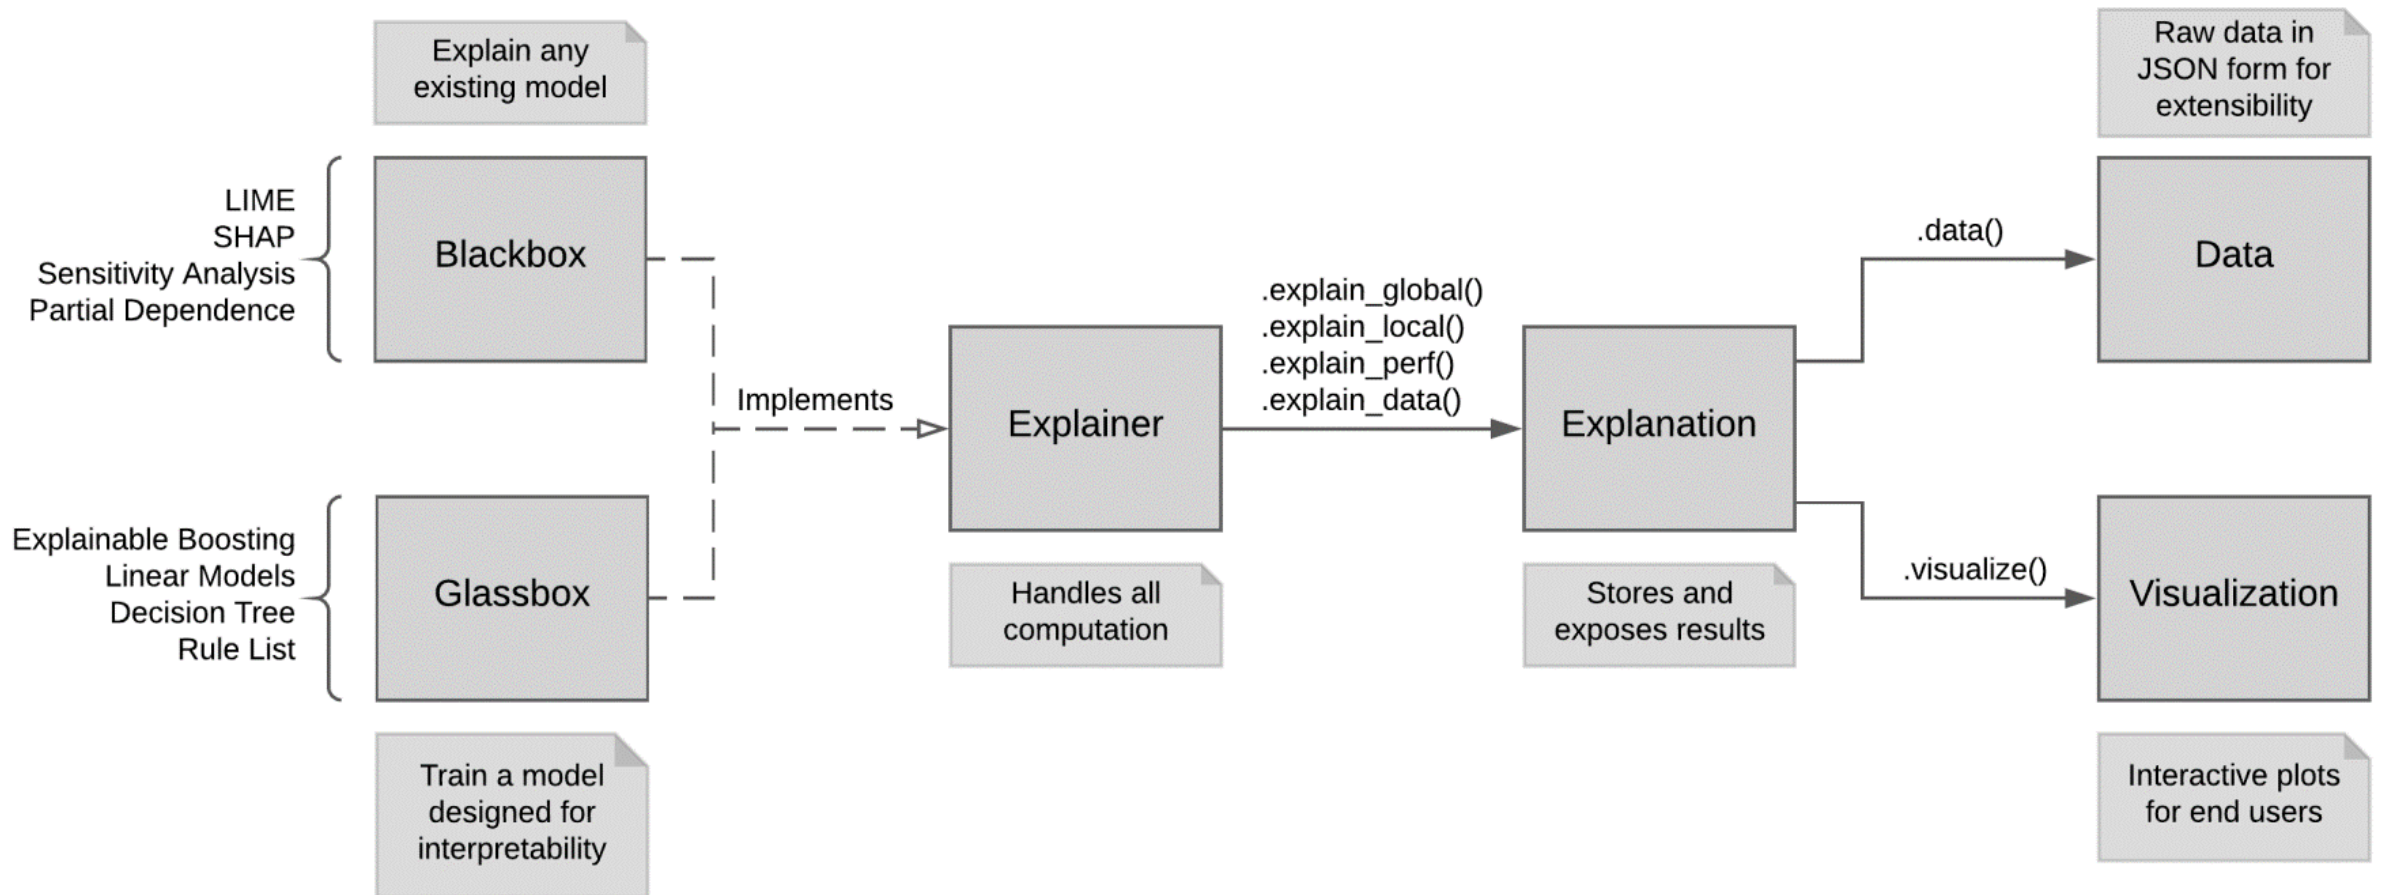 Explain any
existing model
Raw data in
JSON form for
extensibility
LIME
SHAP
Sensitivity Analysis
Partial Dependence
Blackbox
.data()
Data
.explain_global()
.explain_local()
.explain_perf()
.explain_data()
Implements
Explainer
Explanation
Explainable Boosting
Linear Models
Decision Tree
Rule List
Glassbox
Handles all
computation
Stores and
exposes results
.visualize()
Visualization
Train a model
designed for
interpretability
Interactive plots
for end users